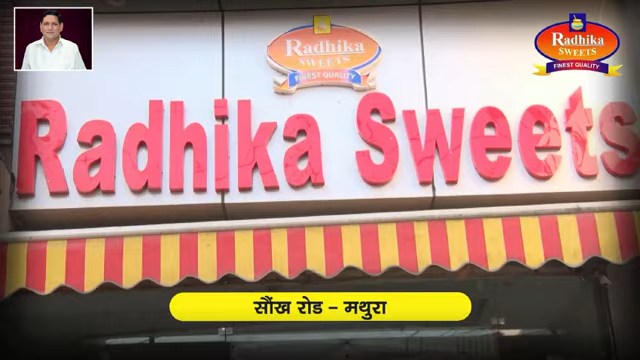 Radhika
SWEETS
FINEST QUALITY
Radhika
SWEETS
FINEST QUALITY
Radhika Sweets
सौंख रोड - मथुरा